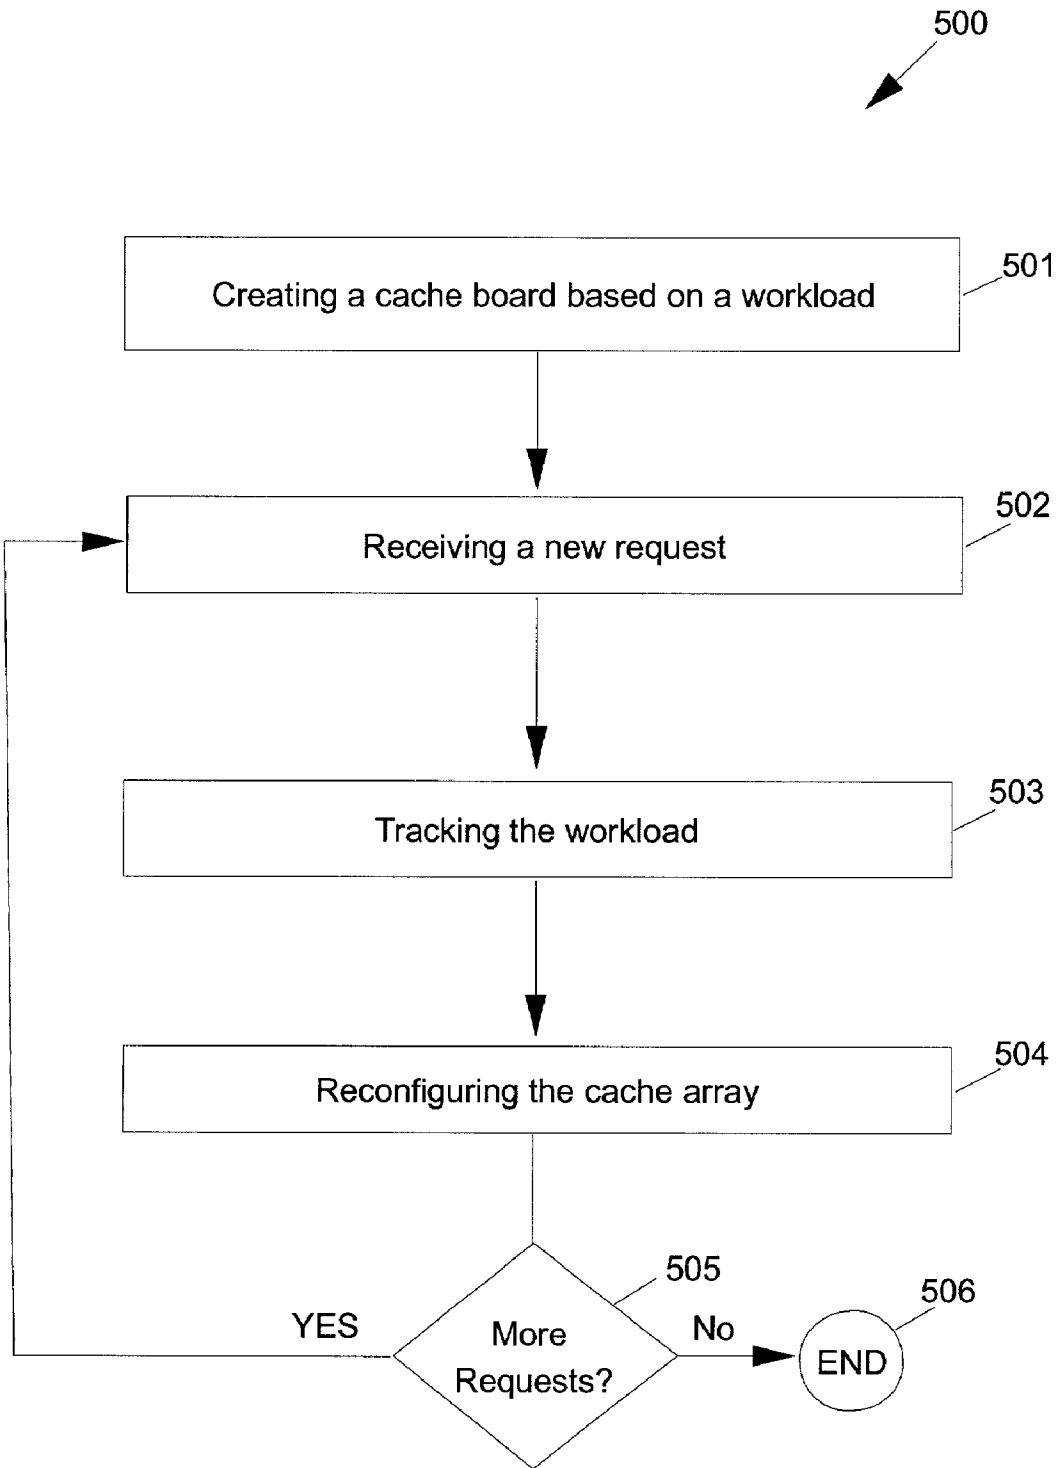 500
Creating a cache board based on a workload
501
Receiving a new request
502
Tracking the workload
503
Reconfiguring the cache array
504
More
Requests?
505
YES
No
END
506